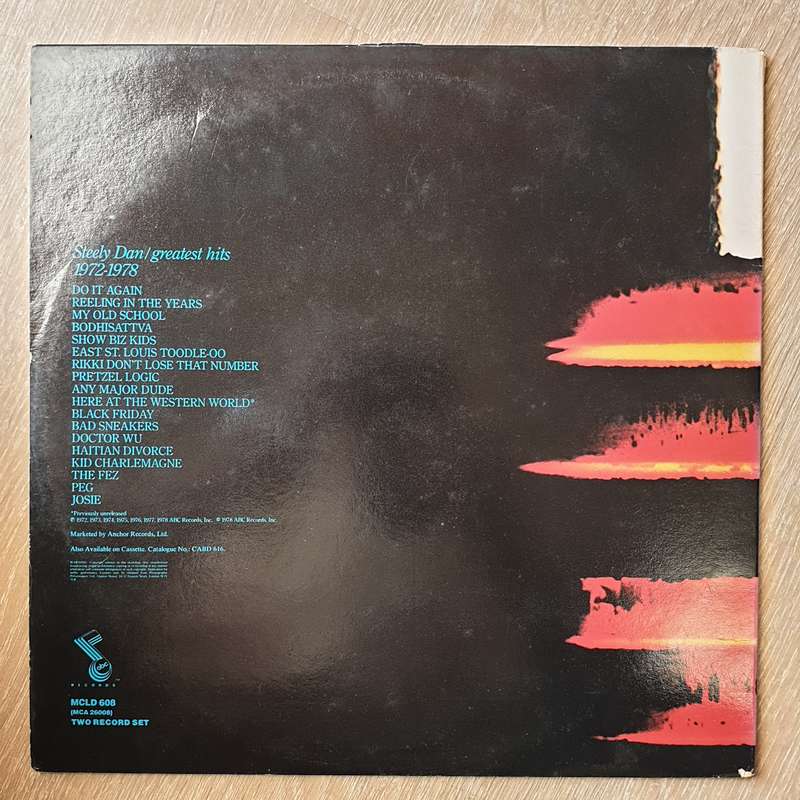 Steely Dan/greatest hits
1972-1978
DO IT AGAIN
REELING IN THE YEARS
MY OLD SCHOOL
BODHISATTVA
SHOW BIZ KIDS
EAST ST. LOUIS TOODLE-OO
RIKKI DON'T LOSE THAT NUMBER
PRETZEL LOGIC
ANY MAJOR DUDE
HERE AT THE WESTERN WORLD*
BLACK FRIDAY
BAD SNEAKERS
DOCTOR WU
HAITIAN DIVORCE
KID CHARLEMAGNE
THE FEZ
PEG
JOSIE
*Previously unreleased
℗ 1972, 1973, 1974, 1975, 1976, 1977, 1978 ABC Records, Inc. © 1978 ABC Records, Inc.
Marketed by Anchor Records, Ltd.
Also Available on Cassette. Catalogue No.: CABD 616.
abc
RECORDS
MCLD 608
(MCA 26008)
TWO RECORD SET